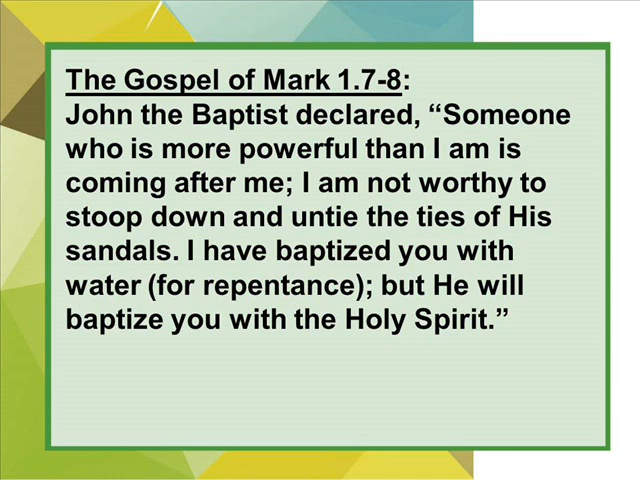 The Gospel of Mark 1.7-8:
John the Baptist declared, “Someone
who is more powerful than I am is
coming after me; I am not worthy to
stoop down and untie the ties of His
sandals. I have baptized you with
water (for repentance); but He will
baptize you with the Holy Spirit.”